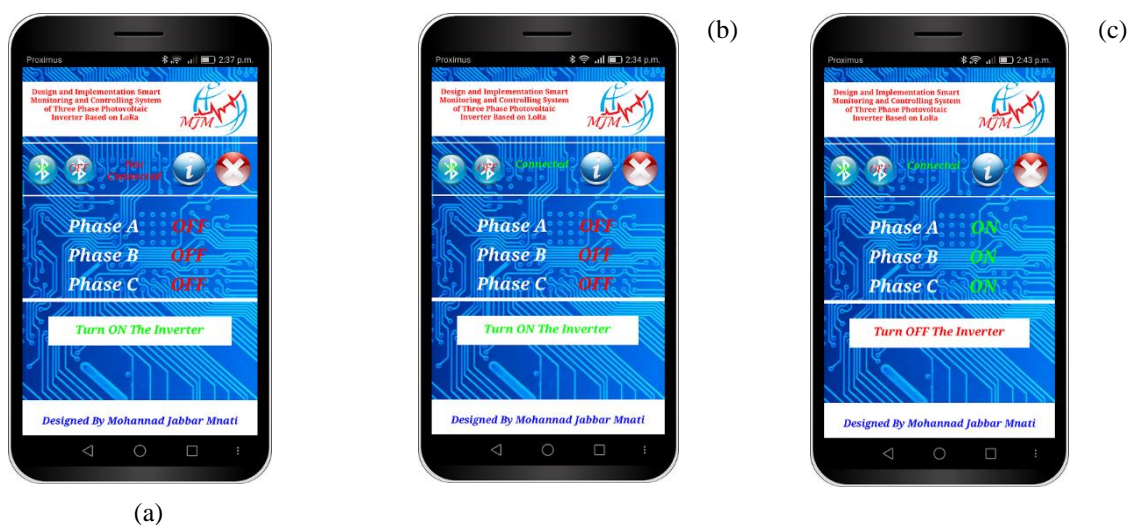 (b)
(c)
Proximus
2:37 p.m.
Design and Implementation Smart
Monitoring and Controlling System
of Three Phase Photovoltaic
Inverter Based on LoRa
MJM
OFF
Not
Connected
i
Phase A OFF
Phase B OFF
Phase C OFF
Turn ON The Inverter
Designed By Mohannad Jabbar Mnati
(a)
Proximus
2:34 p.m.
Design and Implementation Smart
Monitoring and Controlling System
of Three Phase Photovoltaic
Inverter Based on LoRa
MJM
OFF
Connected
i
Phase A OFF
Phase B OFF
Phase C OFF
Turn ON The Inverter
Designed By Mohannad Jabbar Mnati
Proximus
2:43 p.m.
Design and Implementation Smart
Monitoring and Controlling System
of Three Phase Photovoltaic
Inverter Based on LoRa
MJM
OFF
Connected
i
Phase A ON
Phase B ON
Phase C ON
Turn OFF The Inverter
Designed By Mohannad Jabbar Mnati